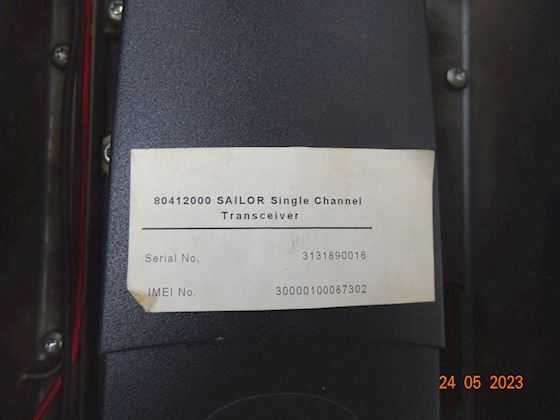 80412000 SAILOR Single Channel
Transceiver
Serial No. 3131890016
IMEI No. 30000100087302
24 05 2023